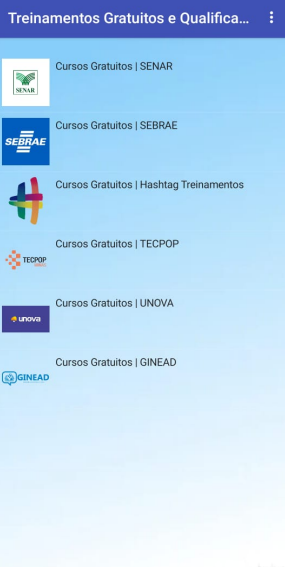 Treinamentos Gratuitos e Qualifica...
Cursos Gratuitos | SENAR
SENAR
Cursos Gratuitos | SEBRAE
SEBRAE
Cursos Gratuitos | Hashtag Treinamentos
Cursos Gratuitos | TECPOP
TECPOP
Cursos Gratuitos | UNOVA
unova
Cursos Gratuitos | GINEAD
GINEAD